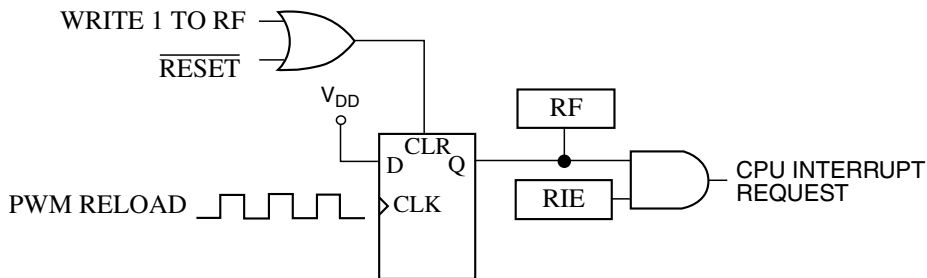 WRITE 1 TO RF
RESET
VDD
RF
CLR
D
Q
CPU INTERRUPT
REQUEST
RIE
PWM RELOAD
CLK